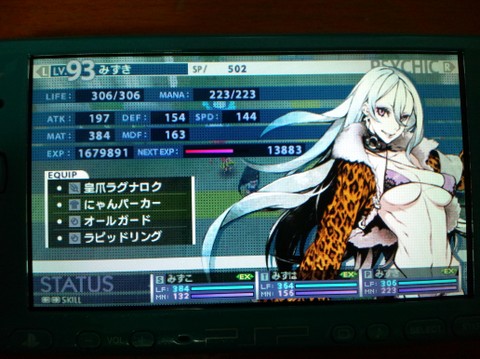 L LV.93 みずき SP/ 502 PSYCHIC R
LIFE: 306/306 MANA: 223/223
ATK: 197 DEF: 154 SPD: 144
MAT: 384 MDF: 163
EXP: 1679891 NEXT EXP: 13883
EQUIP
皇爪ラグナロク
にゃんパーカー
オールガード
ラピッドリング
STATUS
SKILL
S みずこ EX T みずは EX P みずき EX
LF: 384 LF: 354 LF: 306
MN: 132 MN: 156 MN: 223
VOL